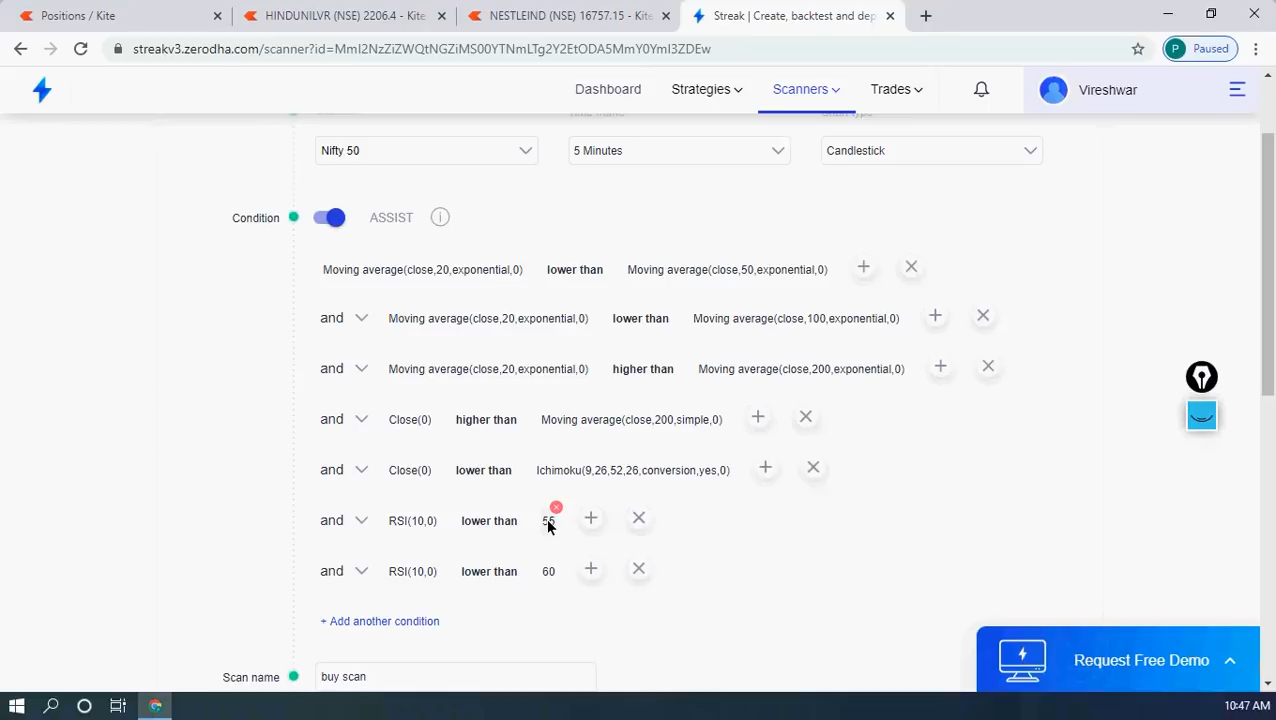 Positions / Kite
HINDUNILVR (NSE) 2206.4 - Kite
NESTLEIND (NSE) 16757.15 - Kite
Streak | Create, backtest and dep
streakv3.zerodha.com/scanner?id=MmI2NzZiZWQtNGZiMS00YTNmLTg2Y2EtODA5MmY0YmI3ZDEw
Paused
Dashboard
Strategies
Scanners
Trades
Vireshwar
Nifty 50
5 Minutes
Candlestick
Condition
ASSIST
Moving average(close,20,exponential,0) lower than Moving average(close,50,exponential,0)
and Moving average(close,20,exponential,0) lower than Moving average(close,100,exponential,0)
and Moving average(close,20,exponential,0) higher than Moving average(close,200,exponential,0)
and Close(0) higher than Moving average(close,200,simple,0)
and Close(0) lower than Ichimoku(9,26,52,26,conversion,yes,0)
and RSI(10,0) lower than 55
and RSI(10,0) lower than 60
+ Add another condition
Scan name
buy scan
Request Free Demo
10:47 AM